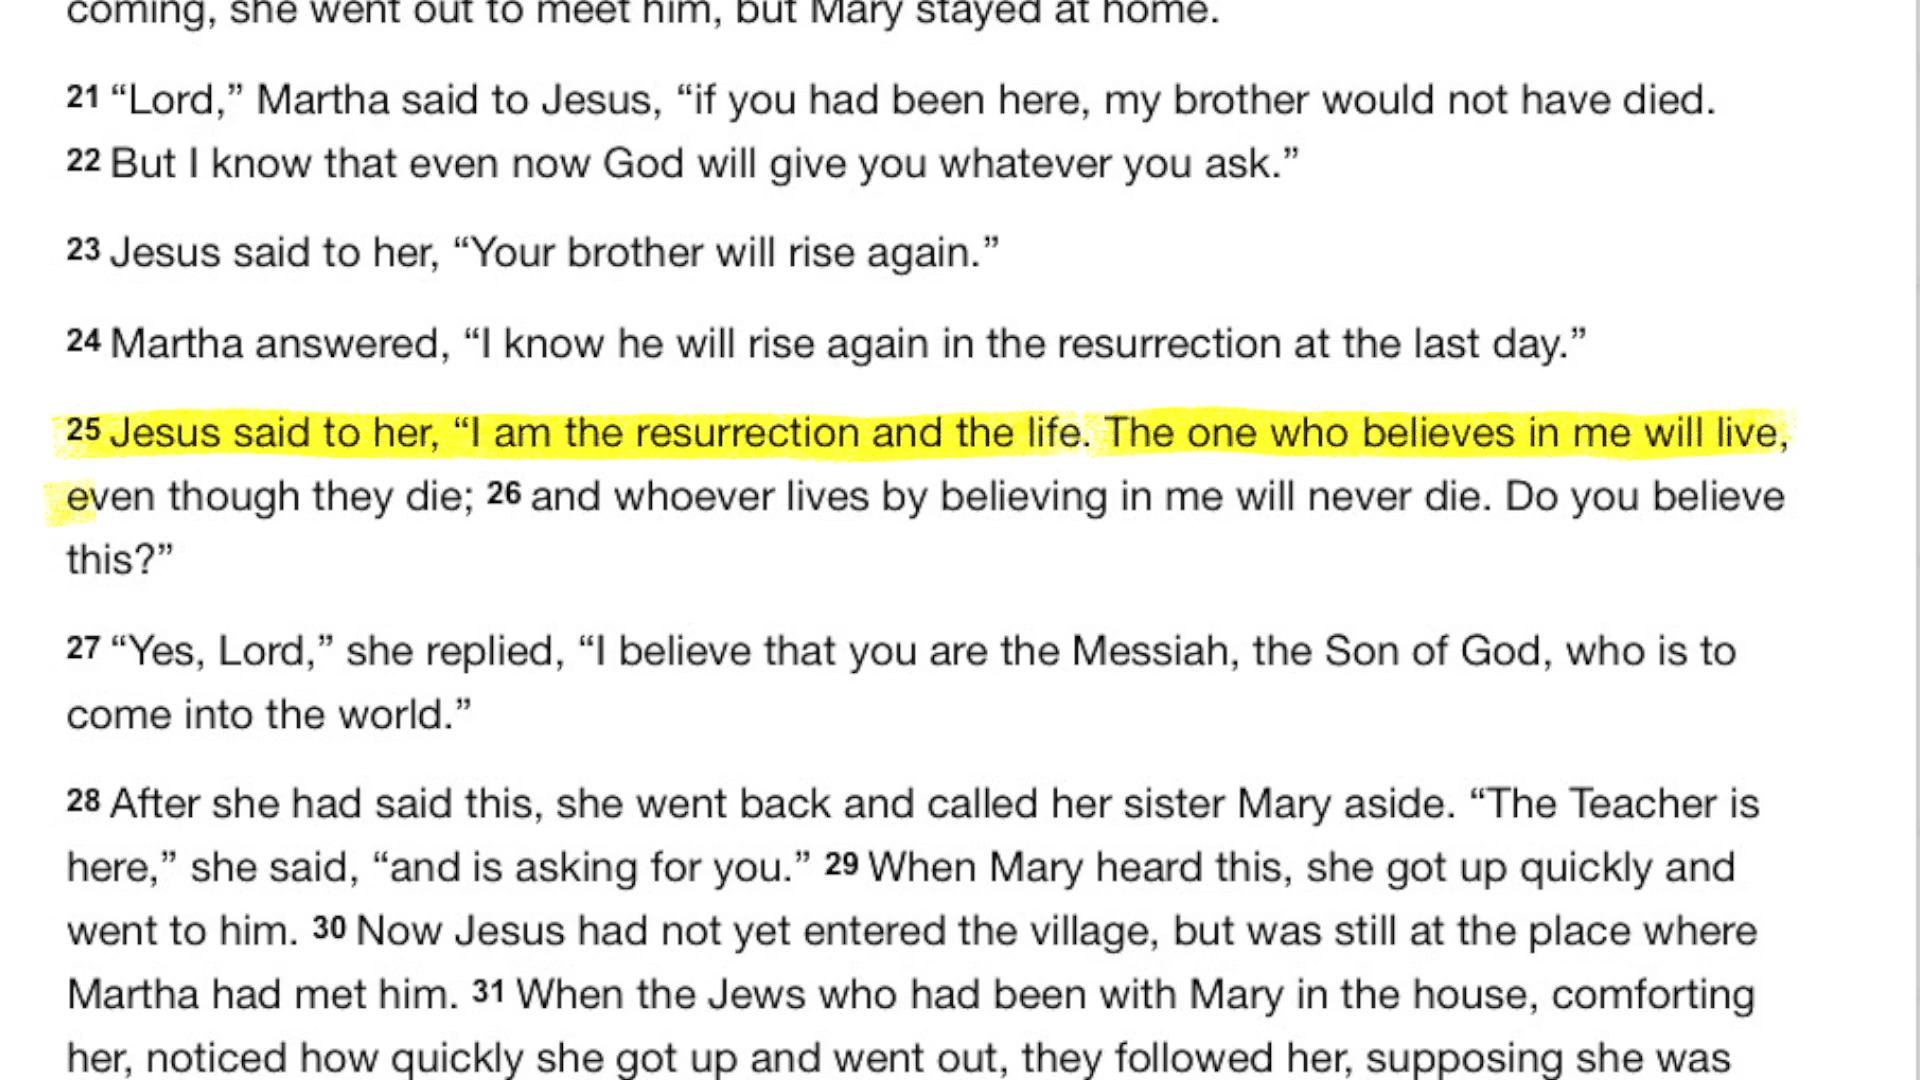 coming, she went out to meet him, but Mary stayed at home.
21 “Lord,” Martha said to Jesus, “if you had been here, my brother would not have died.
22 But I know that even now God will give you whatever you ask.”
23 Jesus said to her, “Your brother will rise again.”
24 Martha answered, “I know he will rise again in the resurrection at the last day.”
25 Jesus said to her, “I am the resurrection and the life. The one who believes in me will live,
even though they die; 26 and whoever lives by believing in me will never die. Do you believe
this?”
27 “Yes, Lord,” she replied, “I believe that you are the Messiah, the Son of God, who is to
come into the world.”
28 After she had said this, she went back and called her sister Mary aside. “The Teacher is
here,” she said, “and is asking for you.” 29 When Mary heard this, she got up quickly and
went to him. 30 Now Jesus had not yet entered the village, but was still at the place where
Martha had met him. 31 When the Jews who had been with Mary in the house, comforting
her, noticed how quickly she got up and went out, they followed her, supposing she was